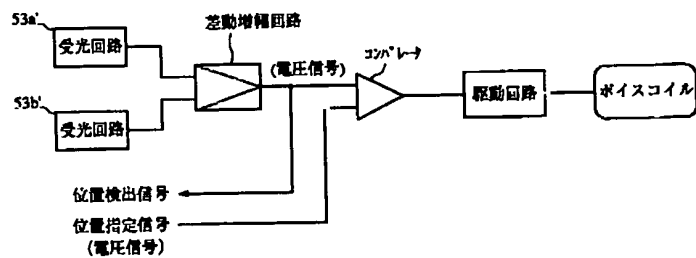 53a'
受光回路
53b'
受光回路
差動増幅回路
(電圧信号)
コンパレータ
駆動回路
ボイスコイル
位置検出信号
位置指定信号
(電圧信号)